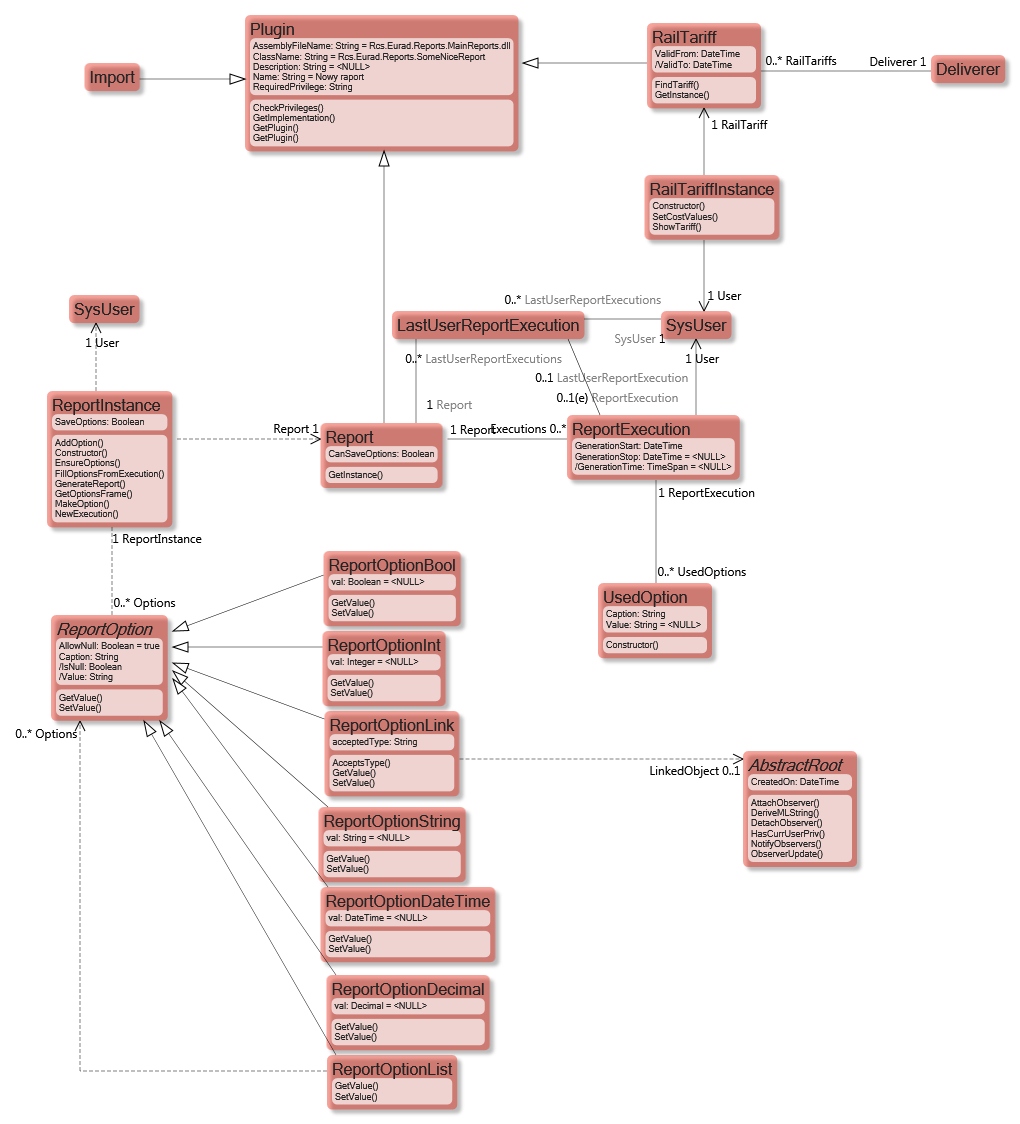 Plugin
AssemblyFileName: String = Rcs.Eurad.Reports.MainReports.dll
ClassName: String = Rcs.Eurad.Reports.SomeNiceReport
Description: String = <NULL>
Name: String = Nowy raport
RequiredPrivilege: String
CheckPrivileges()
GetImplementation()
GetPlugin()
GetPlugin()
Import
RailTariff
ValidFrom: DateTime
/ValidTo: DateTime
FindTariff()
GetInstance()
0..* RailTariffs
Deliverer 1
Deliverer
1 RailTariff
RailTariffInstance
Constructor()
SetCostValues()
ShowTariff()
1 User
SysUser
1 User
0..* LastUserReportExecutions
LastUserReportExecution
SysUser 1
SysUser
1 User
0..* LastUserReportExecutions
0..1 LastUserReportExecution
0..1(e) ReportExecution
1 Report
ReportInstance
SaveOptions: Boolean
AddOption()
Constructor()
EnsureOptions()
FillOptionsFromExecution()
GenerateReport()
GetOptionsFrame()
MakeOption()
NewExecution()
Report 1
Report
CanSaveOptions: Boolean
GetInstance()
1 Report
Executions 0..*
ReportExecution
GenerationStart: DateTime
GenerationStop: DateTime = <NULL>
/GenerationTime: TimeSpan = <NULL>
1 ReportExecution
0..* UsedOptions
UsedOption
Caption: String
Value: String = <NULL>
Constructor()
1 ReportInstance
0..* Options
ReportOption
AllowNull: Boolean = true
Caption: String
/IsNull: Boolean
/Value: String
GetValue()
SetValue()
0..* Options
ReportOptionBool
val: Boolean = <NULL>
GetValue()
SetValue()
ReportOptionInt
val: Integer = <NULL>
GetValue()
SetValue()
ReportOptionLink
acceptedType: String
AcceptsType()
GetValue()
SetValue()
LinkedObject 0..1
AbstractRoot
CreatedOn: DateTime
AttachObserver()
DeriveMLString()
DetachObserver()
HasCurrUserPriv()
NotifyObservers()
ObserverUpdate()
ReportOptionString
val: String = <NULL>
GetValue()
SetValue()
ReportOptionDateTime
val: DateTime = <NULL>
GetValue()
SetValue()
ReportOptionDecimal
val: Decimal = <NULL>
GetValue()
SetValue()
ReportOptionList
GetValue()
SetValue()